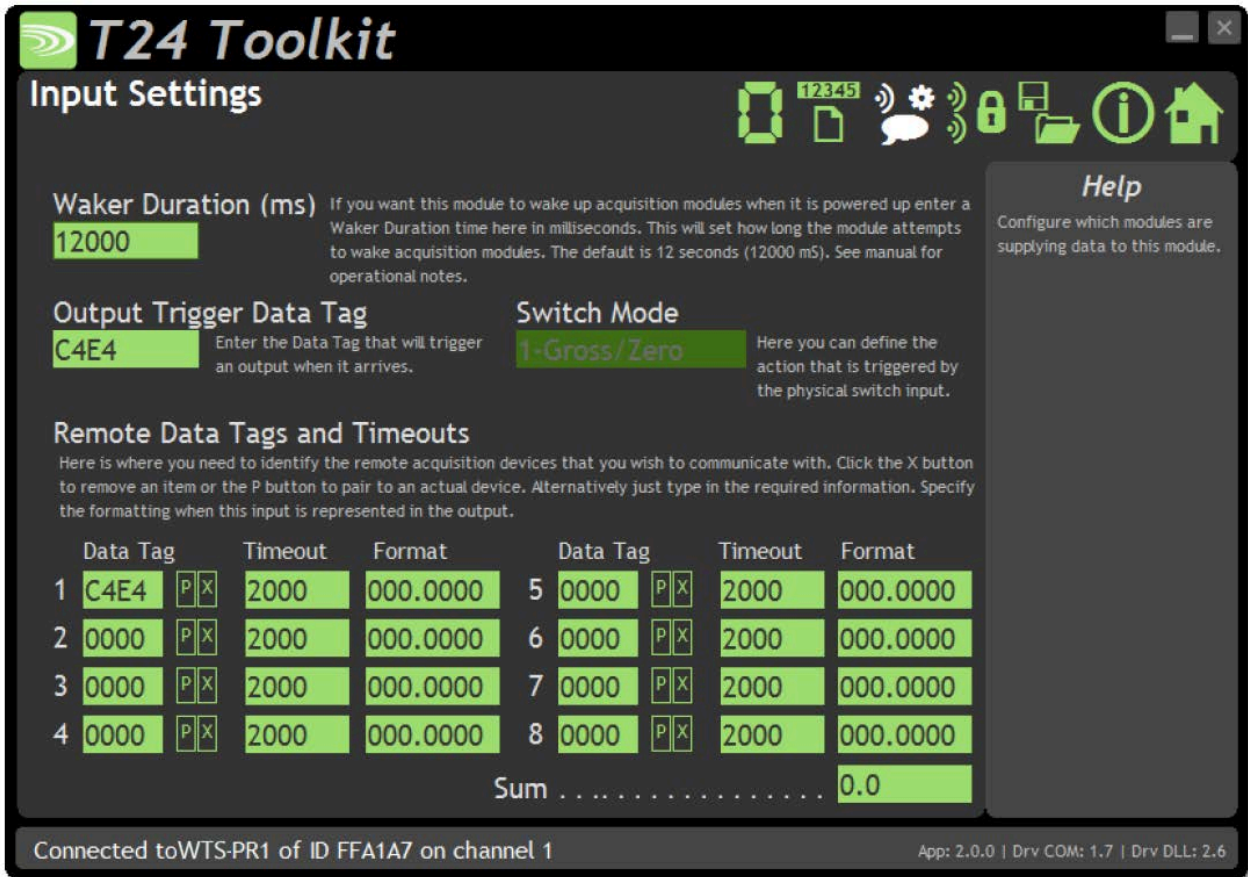 T24 Toolkit
Input Settings
12345
Waker Duration (ms)
12000
If you want this module to wake up acquisition modules when it is powered up enter a
Waker Duration time here in milliseconds. This will set how long the module attempts
to wake acquisition modules. The default is 12 seconds (12000 mS). See manual for
operational notes.
Output Trigger Data Tag
C4E4
Enter the Data Tag that will trigger
an output when it arrives.
Switch Mode
1-Gross/Zero
Here you can define the
action that is triggered by
the physical switch input.
Remote Data Tags and Timeouts
Here is where you need to identify the remote acquisition devices that you wish to communicate with. Click the X button
to remove an item or the P button to pair to an actual device. Alternatively just type in the required information. Specify
the formatting when this input is represented in the output.
Data Tag Timeout Format Data Tag Timeout Format
1 C4E4 P X 2000 000.0000 5 0000 P X 2000 000.0000
2 0000 P X 2000 000.0000 6 0000 P X 2000 000.0000
3 0000 P X 2000 000.0000 7 0000 P X 2000 000.0000
4 0000 P X 2000 000.0000 8 0000 P X 2000 000.0000
Sum . . .. . . . . . . . . . . . . . . 0.0
Help
Configure which modules are
supplying data to this module.
Connected toWTS-PR1 of ID FFA1A7 on channel 1
App: 2.0.0 | Drv COM: 1.7 | Drv DLL: 2.6